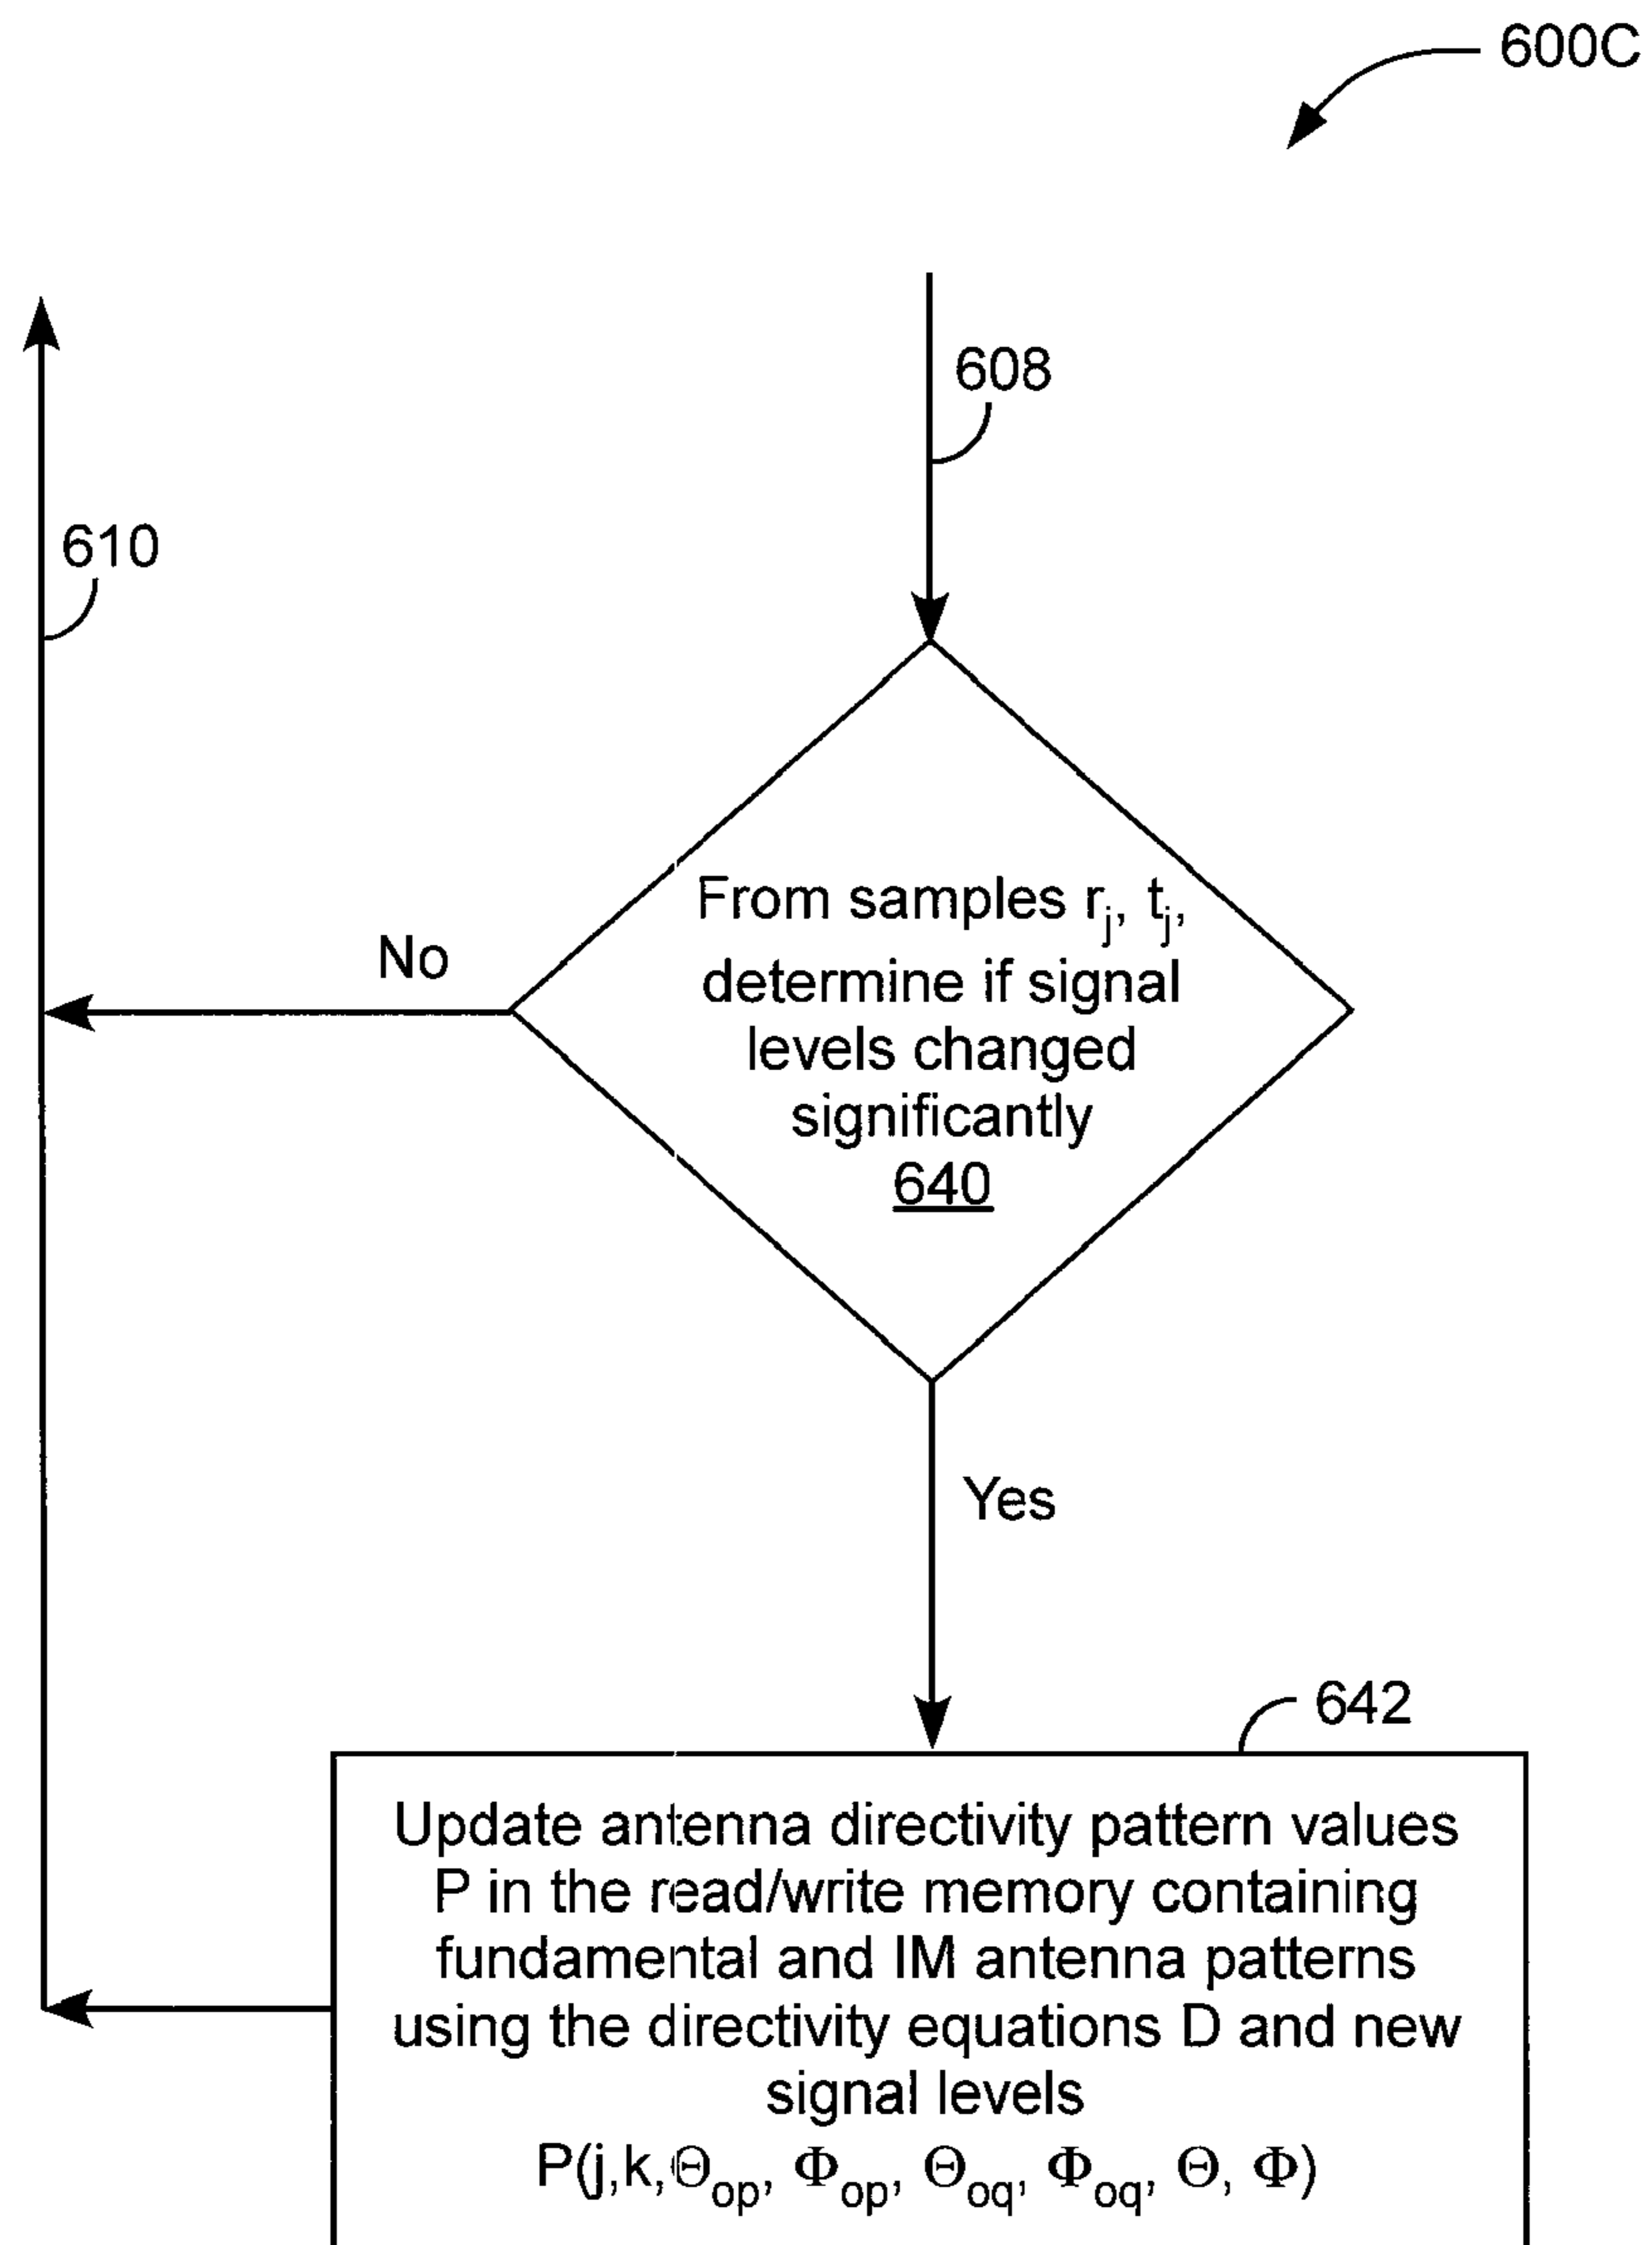 600C
608
610
From samples rj, tj,
determine if signal
levels changed
significantly
640
No
Yes
642
Update antenna directivity pattern values
P in the read/write memory containing
fundamental and IM antenna patterns
using the directivity equations D and new
signal levels
P(j,k,Θop, Φop, Θoq, Φoq, Θ, Φ)